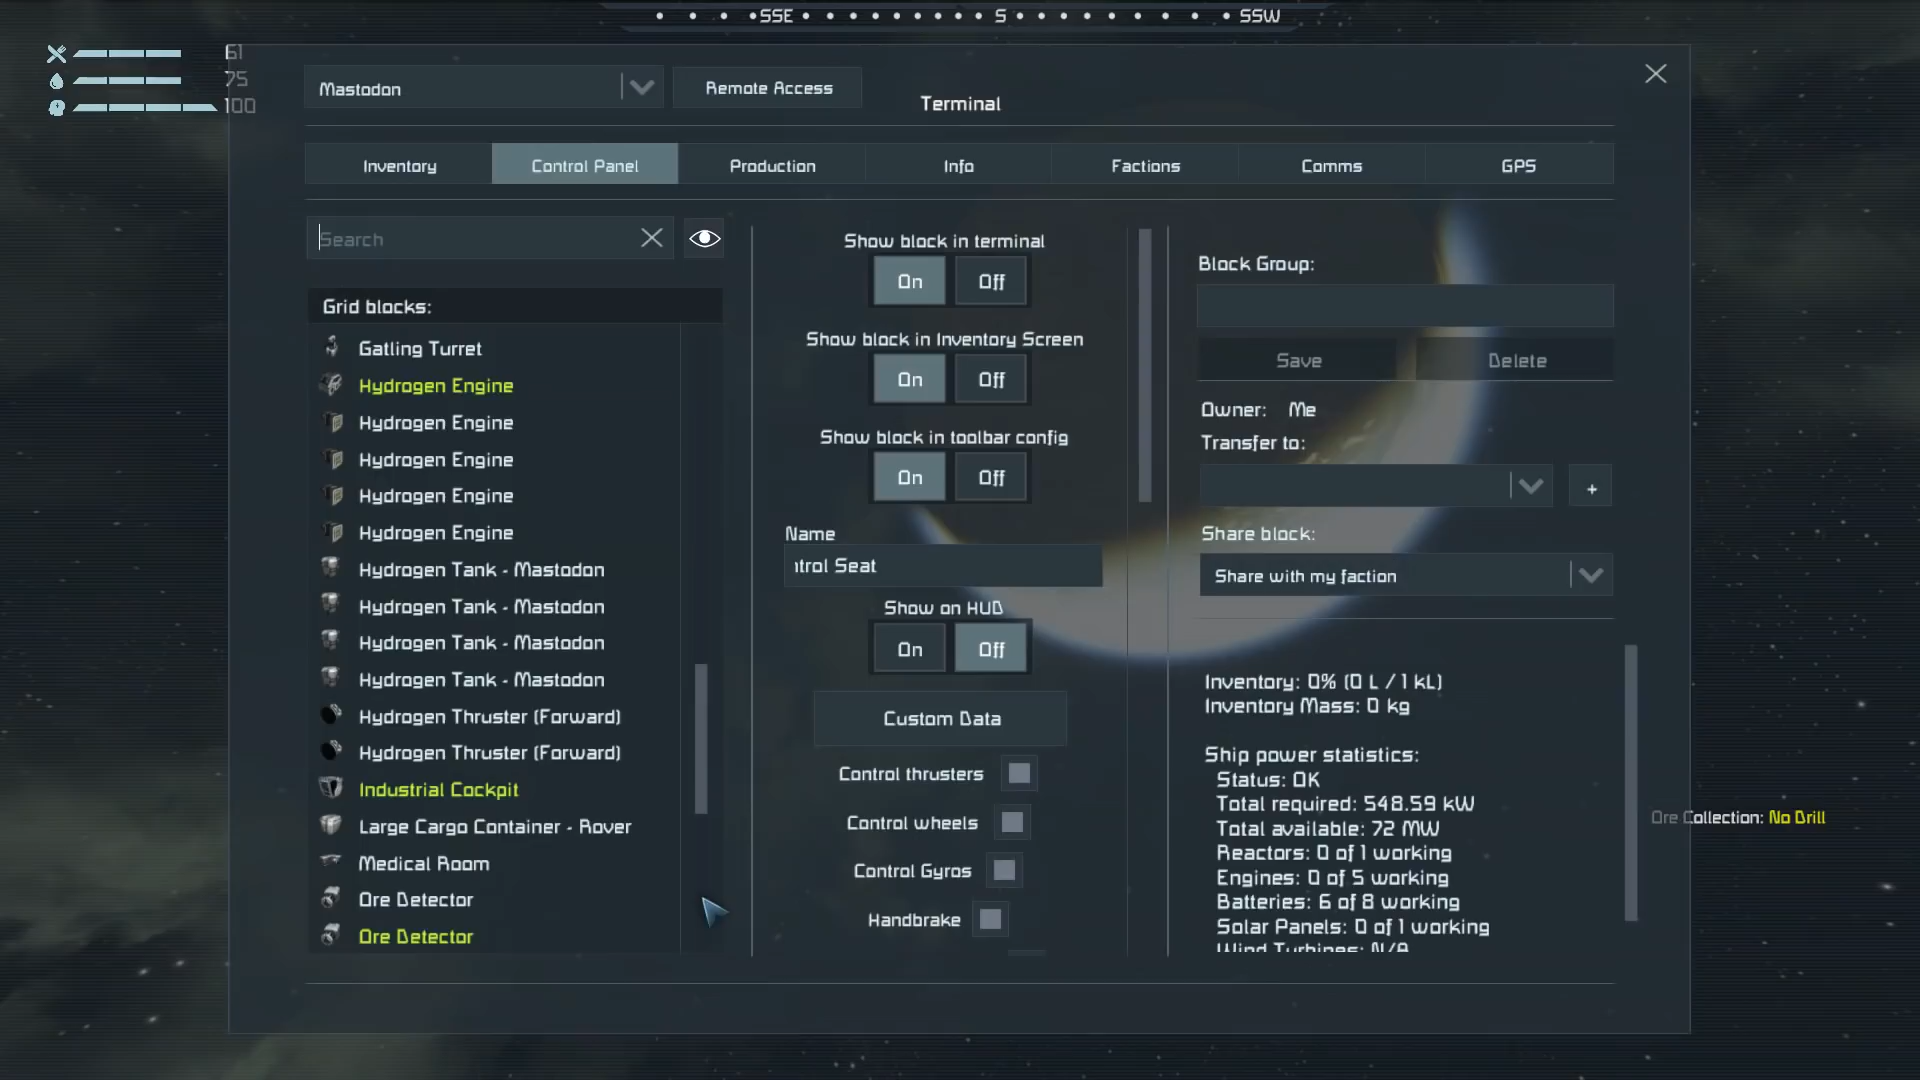 SSE S SSW
61
75
100
Mastodon
Remote Access
Terminal
Inventory
Control Panel
Production
Info
Factions
Comms
GPS
Search
Grid blocks:
Gatling Turret
Hydrogen Engine
Hydrogen Engine
Hydrogen Engine
Hydrogen Engine
Hydrogen Engine
Hydrogen Tank - Mastodon
Hydrogen Tank - Mastodon
Hydrogen Tank - Mastodon
Hydrogen Tank - Mastodon
Hydrogen Thruster (Forward)
Hydrogen Thruster (Forward)
Industrial Cockpit
Large Cargo Container - Rover
Medical Room
Ore Detector
Ore Detector
Show block in terminal
On Off
Show block in Inventory Screen
On Off
Show block in toolbar config
On Off
Name
ntrol Seat
Show on HUD
On Off
Custom Data
Control thrusters
Control wheels
Control Gyros
Handbrake
Block Group:
Save
Delete
Owner: Me
Transfer to:
+
Share block:
Share with my faction
Inventory: 0% (0 L / 1 kL)
Inventory Mass: 0 kg
Ship power statistics:
Status: OK
Total required: 548.59 kW
Total available: 72 MW
Reactors: 0 of 1 working
Engines: 0 of 5 working
Batteries: 6 of 8 working
Solar Panels: 0 of 1 working
Wind Turbines: N/A
Ore Collection: No Drill